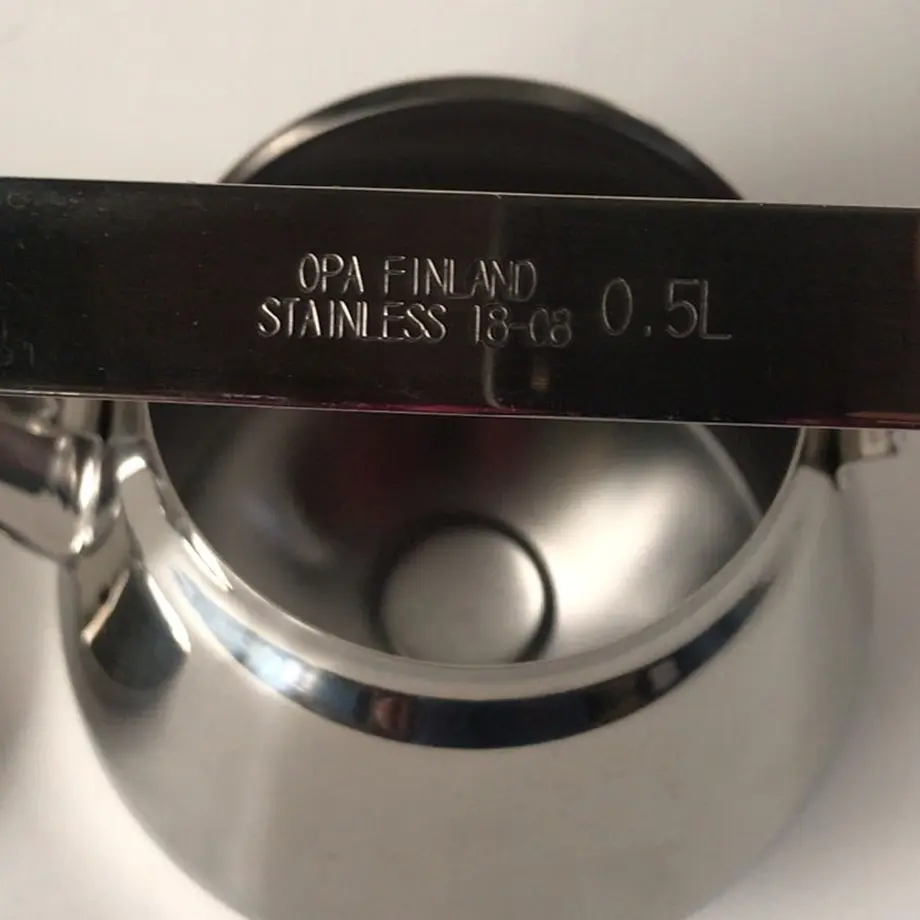 OPA FINLAND
STAINLESS 18-08 0.5L